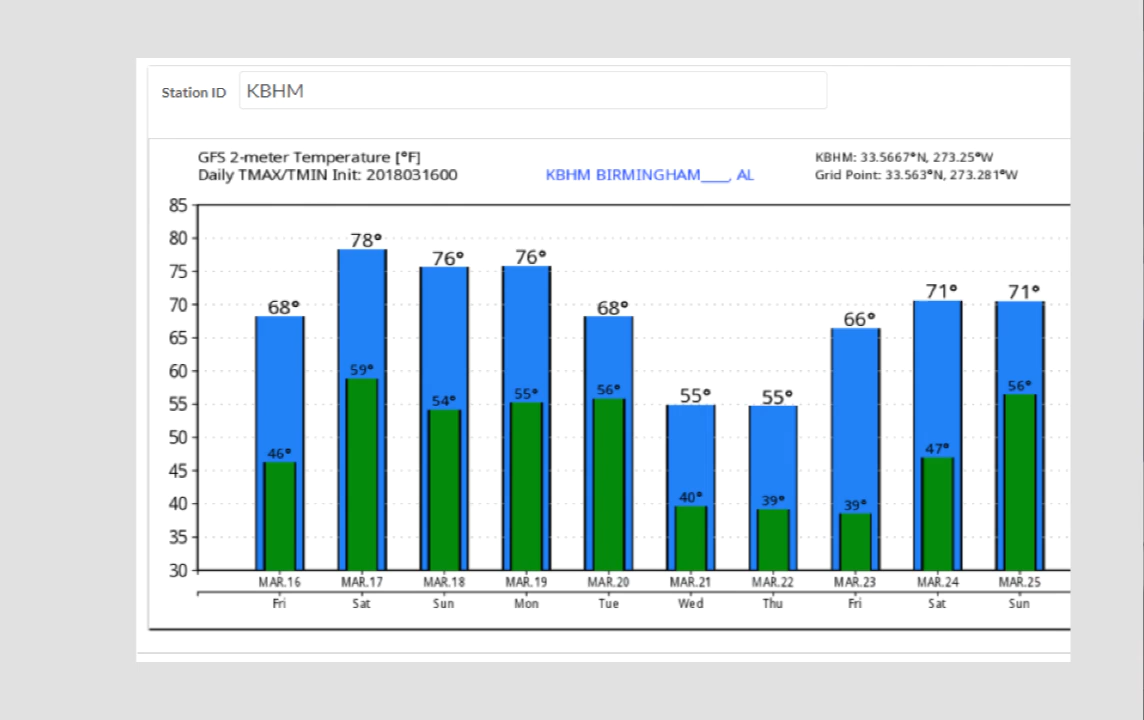 Station ID KBHM
GFS 2-meter Temperature [°F]
Daily TMAX/TMIN Init: 2018031600
KBHM BIRMINGHAM___, AL
KBHM: 33.5667°N, 273.25°W
Grid Point: 33.563°N, 273.281°W
85
80
75
70
65
60
55
50
45
40
35
30
68° 78° 76° 76° 68° 55° 55° 66° 71° 71°
46° 59° 54° 55° 56° 40° 39° 39° 47° 56°
MAR.16 MAR.17 MAR.18 MAR.19 MAR.20 MAR.21 MAR.22 MAR.23 MAR.24 MAR.25
Fri Sat Sun Mon Tue Wed Thu Fri Sat Sun